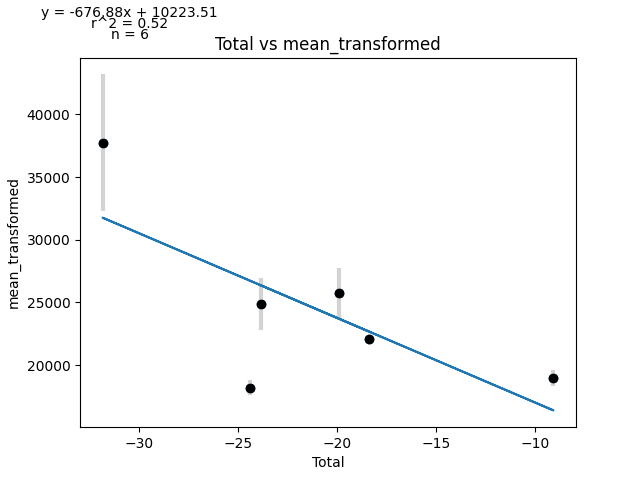 y = -676.88x + 10223.51
r^2 = 0.52
n = 6
Total vs mean_transformed
mean_transformed
40000
35000
30000
25000
20000
−30
−25
−20
−15
−10
Total